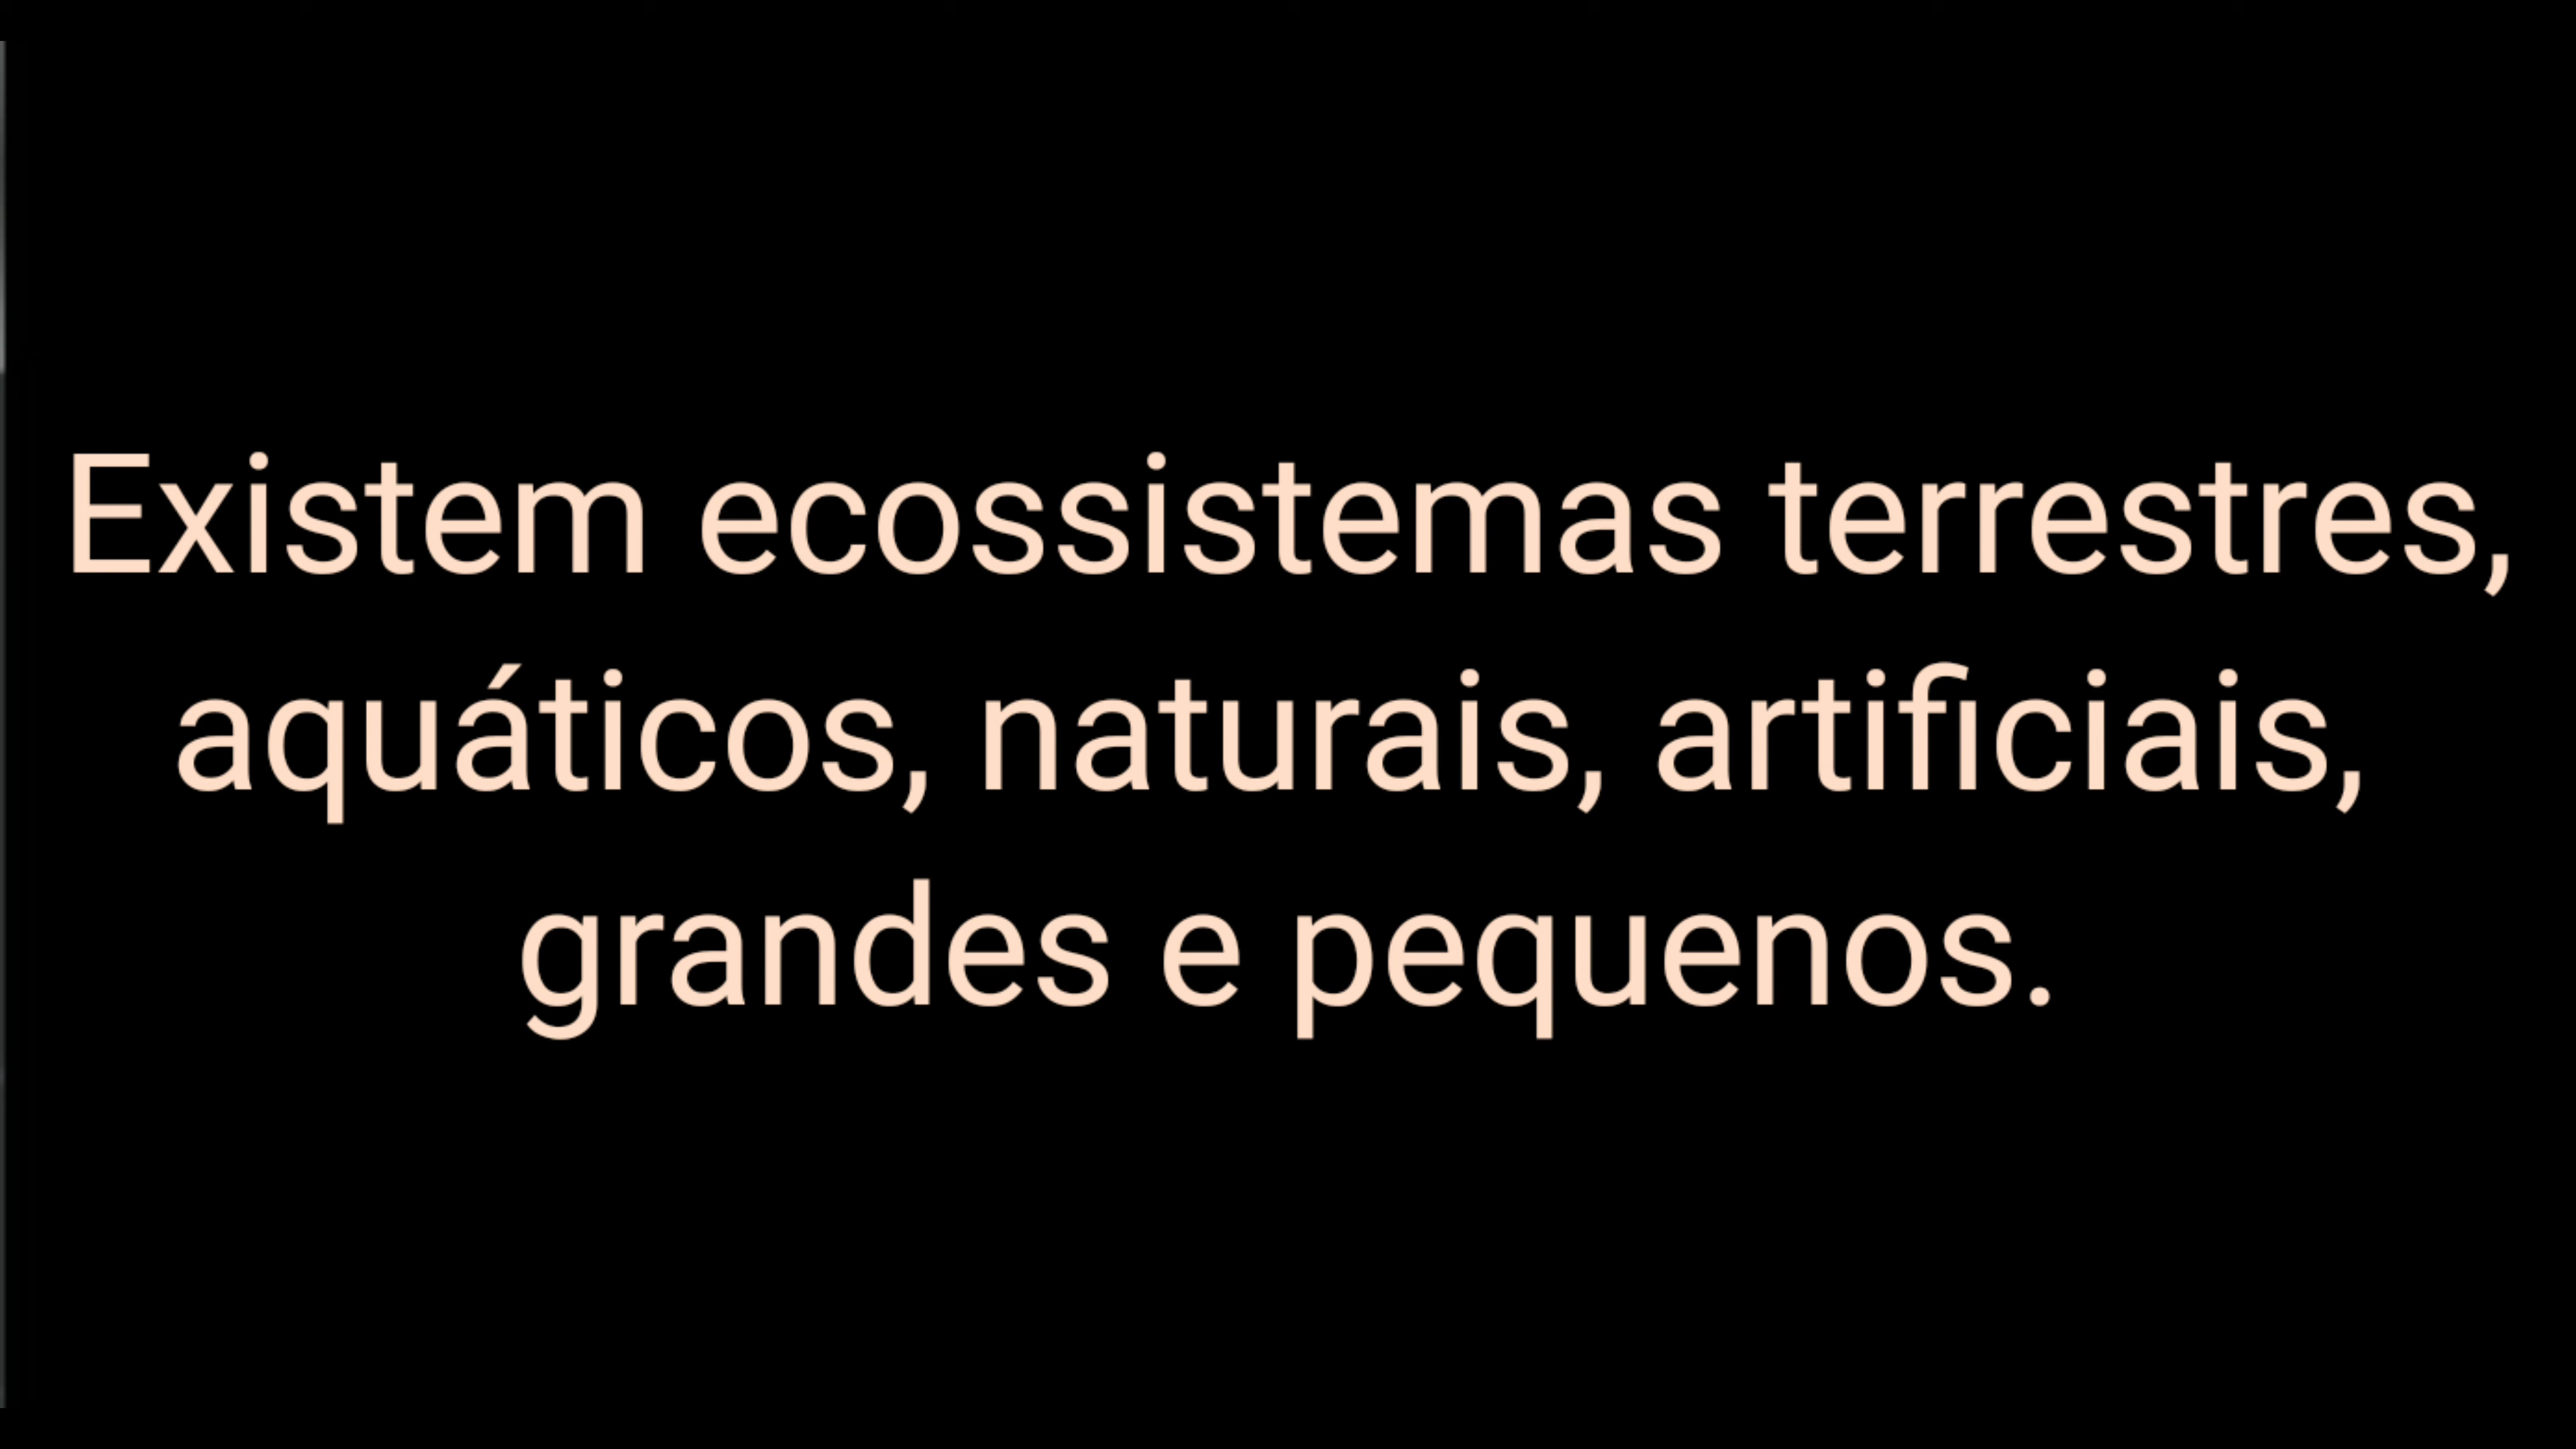 Existem ecossistemas terrestres,
aquáticos, naturais, artificiais,
grandes e pequenos.